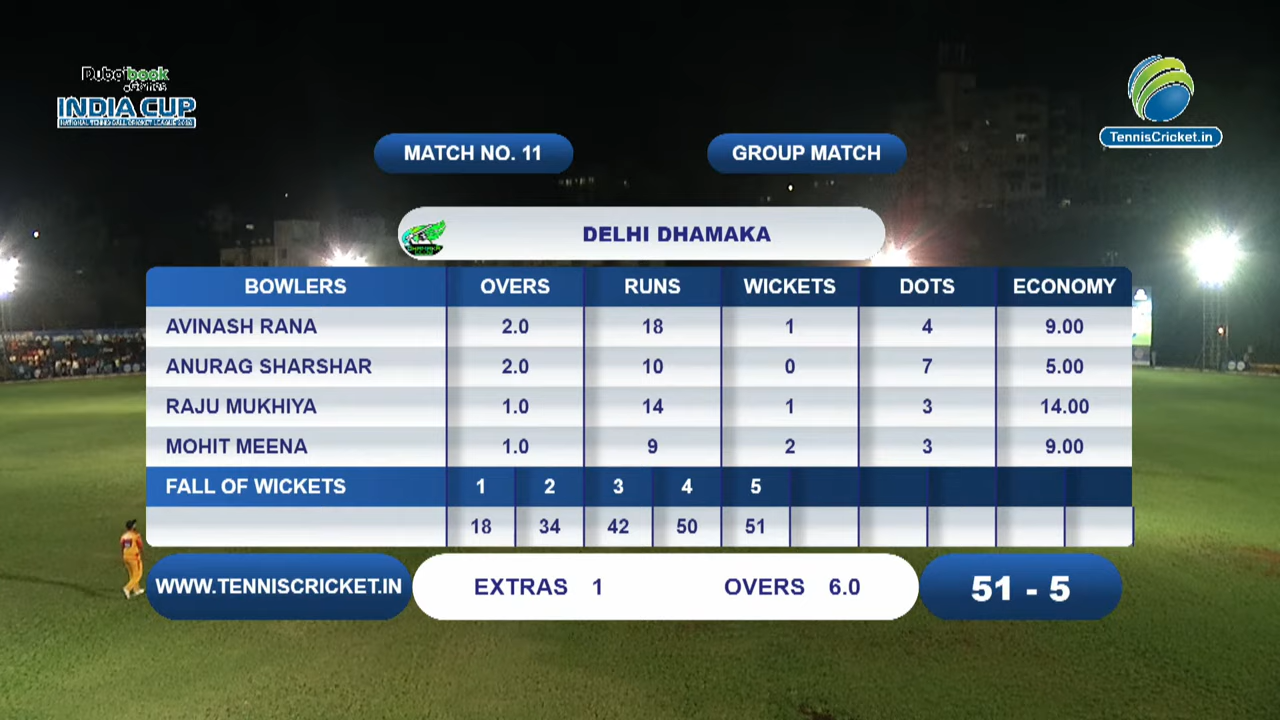 Dubaibook
.Games
INDIA CUP
TennisCricket.in
MATCH NO. 11 GROUP MATCH
DELHI DHAMAKA
BOWLERS OVERS RUNS WICKETS DOTS ECONOMY
AVINASH RANA 2.0 18 1 4 9.00
ANURAG SHARSHAR 2.0 10 0 7 5.00
RAJU MUKHIYA 1.0 14 1 3 14.00
MOHIT MEENA 1.0 9 2 3 9.00
FALL OF WICKETS 1 2 3 4 5
18 34 42 50 51
WWW.TENNISCRICKET.IN EXTRAS 1 OVERS 6.0 51 - 5